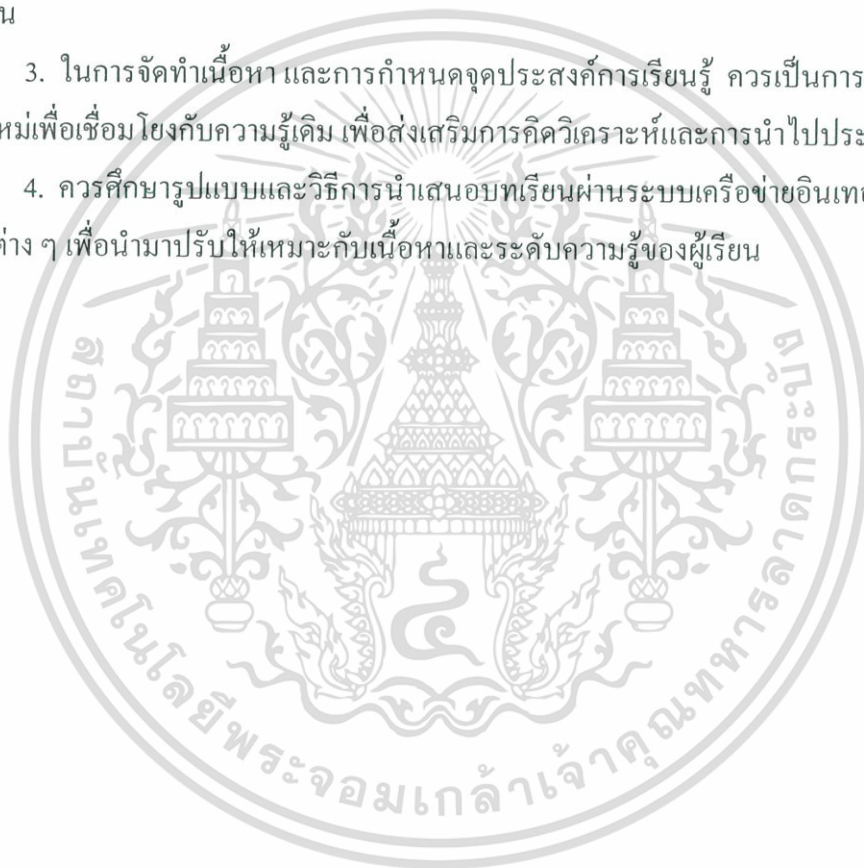 น
3. ในการจัดทำเนื้อหา และการกำหนดจุดประสงค์การเรียนรู้ ควรเป็นการ
หม่เพื่อเชื่อมโยงกับความรู้เดิม เพื่อส่งเสริมการคิดวิเคราะห์และการนำไปประ
4. ควรศึกษารูปแบบและวิธีการนำเสนอบทเรียนผ่านระบบเครือข่ายอินเท
ต่าง ๆ เพื่อนำมาปรับให้เหมาะกับเนื้อหาและระดับความรู้ของผู้เรียน
สถาบันเทคโนโลยีพระจอมเกล้าเจ้าคุณทหารลาดกระบัง